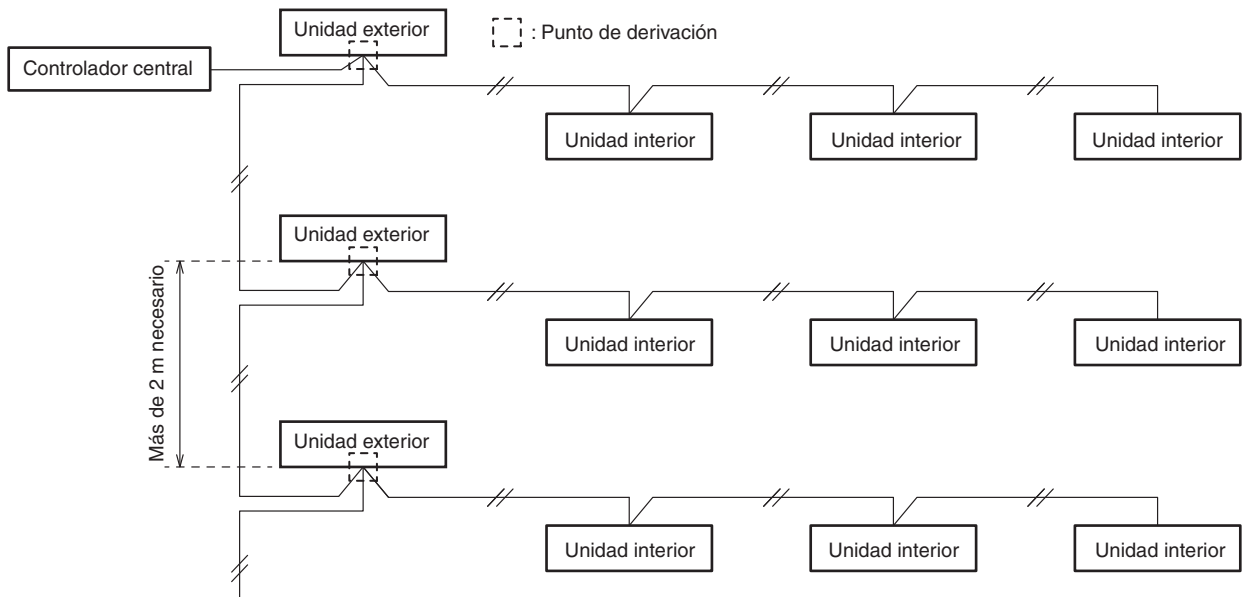 Unidad exterior
: Punto de derivación
Controlador central
Unidad interior
Unidad interior
Unidad interior
Unidad exterior
Más de 2 m necesario
Unidad interior
Unidad interior
Unidad interior
Unidad exterior
Unidad interior
Unidad interior
Unidad interior